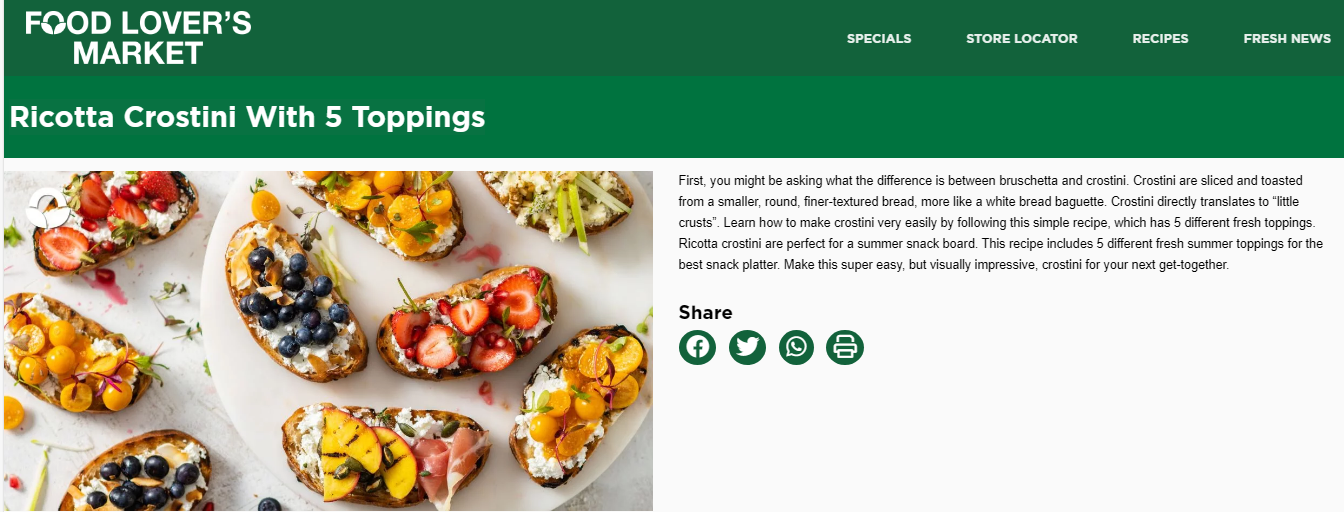 FOOD LOVER'S
MARKET
SPECIALS
STORE LOCATOR
RECIPES
FRESH NEWS
Ricotta Crostini With 5 Toppings
First, you might be asking what the difference is between bruschetta and crostini. Crostini are sliced and toasted
from a smaller, round, finer-textured bread, more like a white bread baguette. Crostini directly translates to “little
crusts”. Learn how to make crostini very easily by following this simple recipe, which has 5 different fresh toppings.
Ricotta crostini are perfect for a summer snack board. This recipe includes 5 different fresh summer toppings for the
best snack platter. Make this super easy, but visually impressive, crostini for your next get-together.
Share